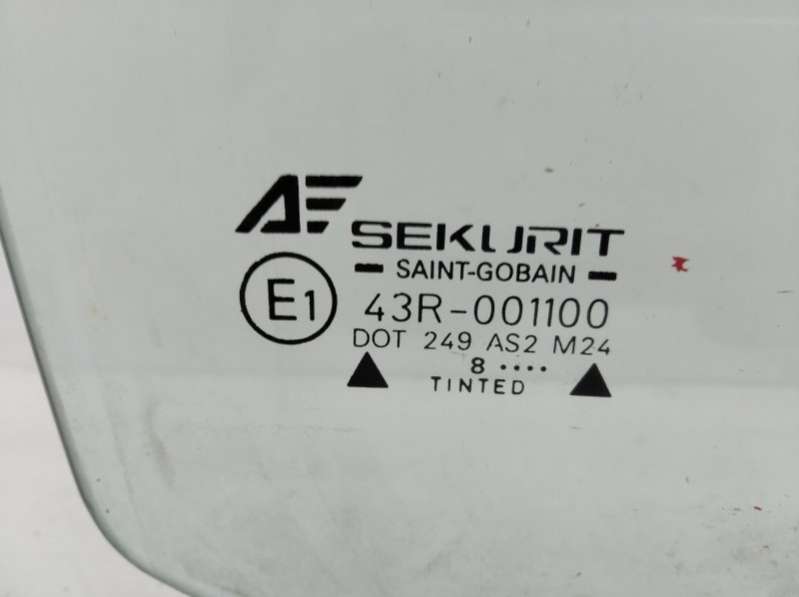 AF SEKURIT
SAINT-GOBAIN
E1 43R-001100
DOT 249 AS2 M24
8 ....
TINTED